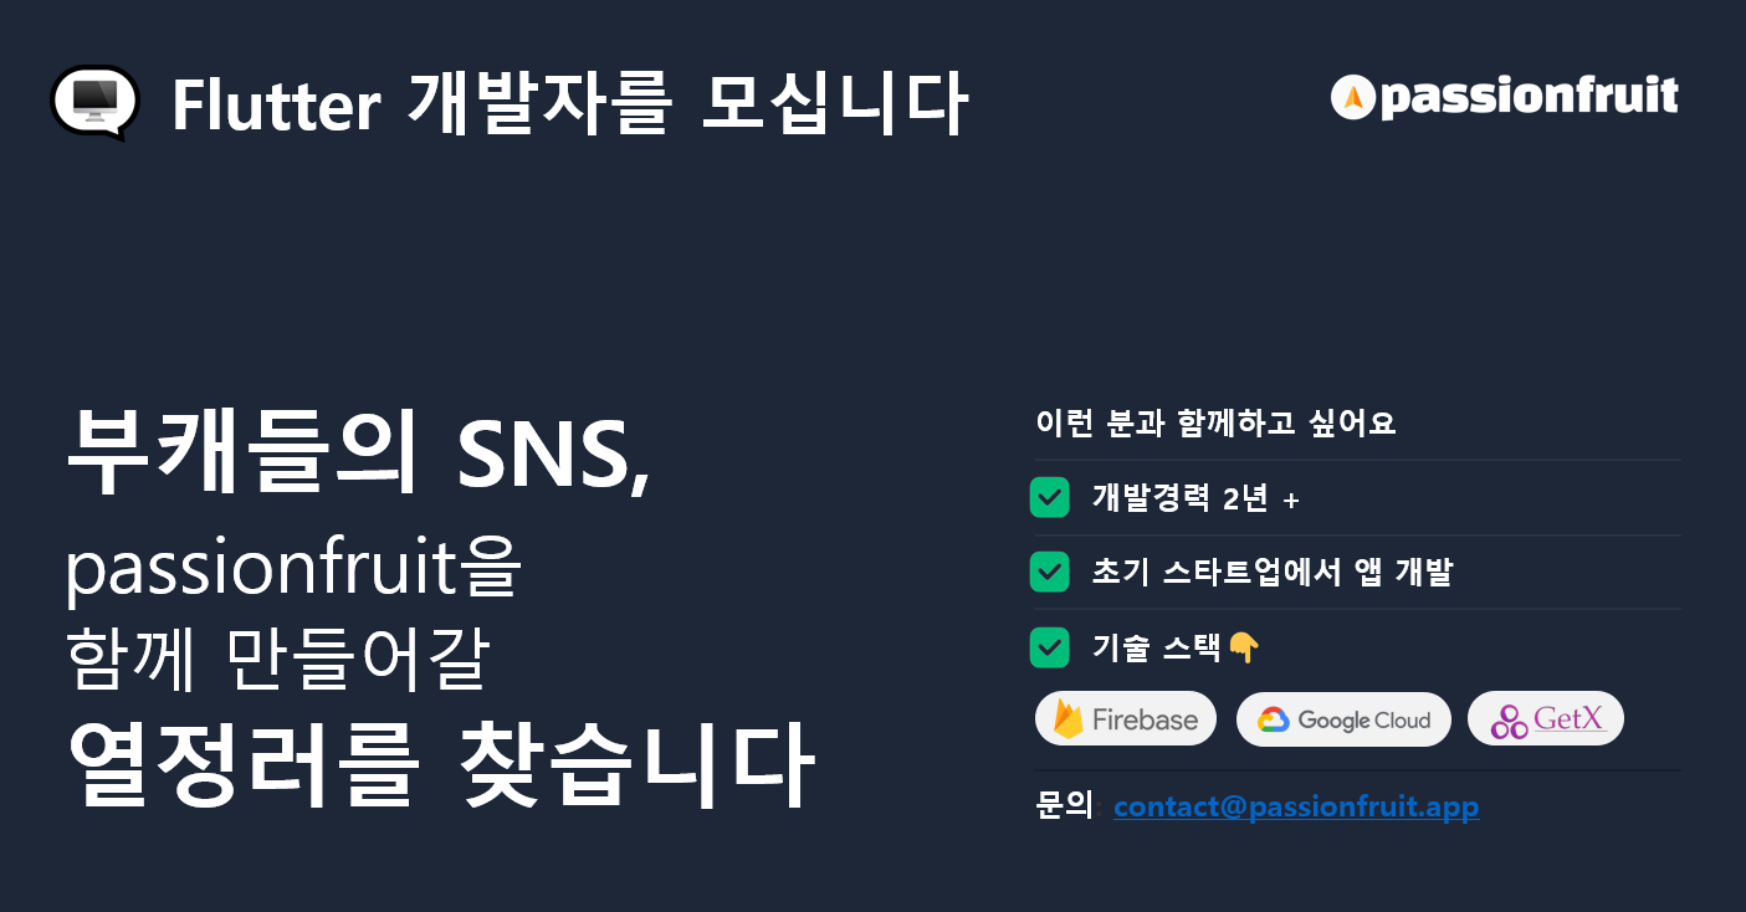 Flutter 개발자를 모십니다
passionfruit
부캐들의 SNS,
passionfruit을
함께 만들어갈
열정러를 찾습니다
이런 분과 함께하고 싶어요
개발경력 2년 +
초기 스타트업에서 앱 개발
기술 스택👇
Firebase
Google Cloud
GetX
문의: contact@passionfruit.app